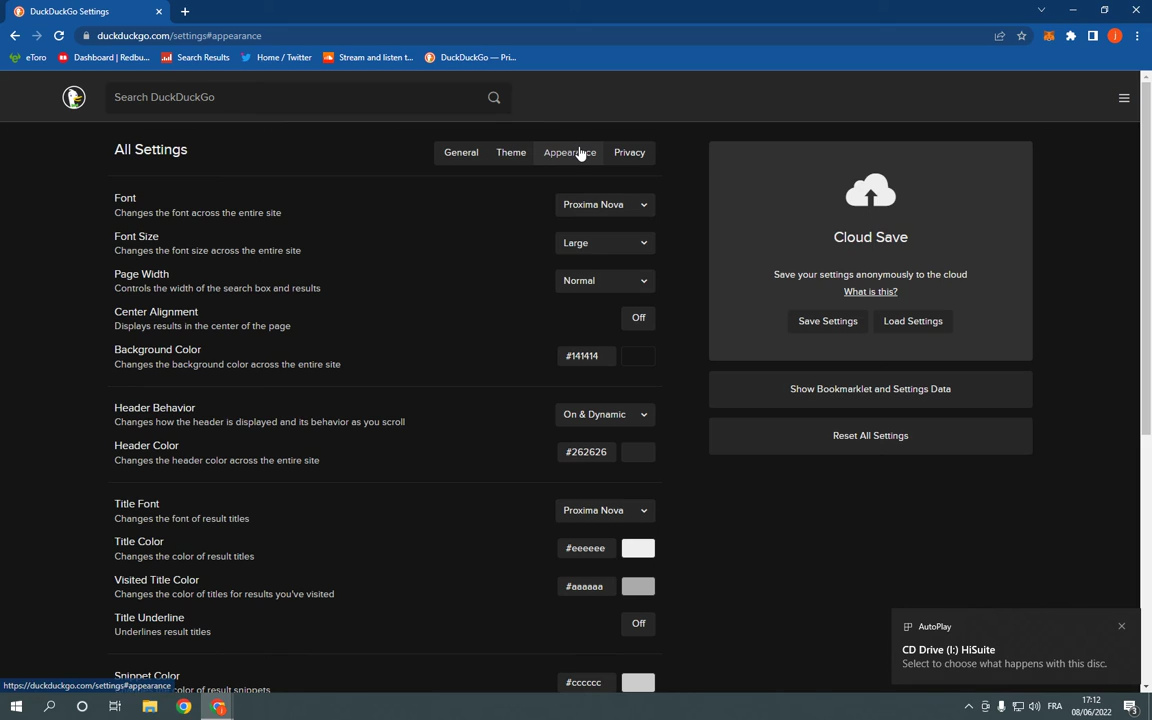 DuckDuckGo Settings
duckduckgo.com/settings#appearance
eToro
Dashboard | Redbu...
Search Results
Home / Twitter
Stream and listen t...
DuckDuckGo — Pri...
Search DuckDuckGo
All Settings
General
Theme
Appearance
Privacy
Font
Changes the font across the entire site
Proxima Nova
Font Size
Changes the font size across the entire site
Large
Page Width
Controls the width of the search box and results
Normal
Center Alignment
Displays results in the center of the page
Off
Background Color
Changes the background color across the entire site
#141414
Header Behavior
Changes how the header is displayed and its behavior as you scroll
On & Dynamic
Header Color
Changes the header color across the entire site
#262626
Title Font
Changes the font of result titles
Proxima Nova
Title Color
Changes the color of result titles
#eeeeee
Visited Title Color
Changes the color of titles for results you've visited
#aaaaaa
Title Underline
Underlines result titles
Off
Snippet Color
color of result snippets
#cccccc
Cloud Save
Save your settings anonymously to the cloud
What is this?
Save Settings
Load Settings
Show Bookmarklet and Settings Data
Reset All Settings
AutoPlay
CD Drive (I:) HiSuite
Select to choose what happens with this disc.
https://duckduckgo.com/settings#appearance
FRA
17:12
08/06/2022
3